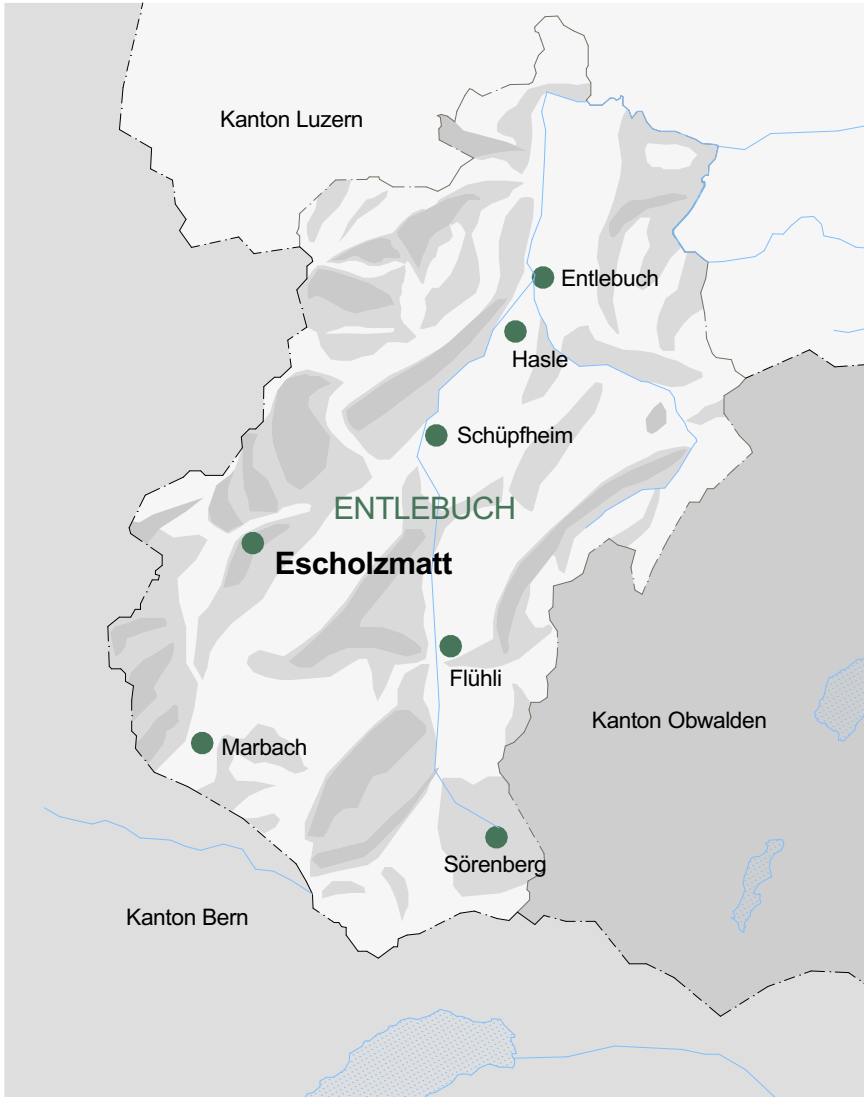 Kanton Luzern
Entlebuch
Hasle
Schüpfheim
ENTLEBUCH
Escholzmatt
Flühli
Kanton Obwalden
Marbach
Sörenberg
Kanton Bern